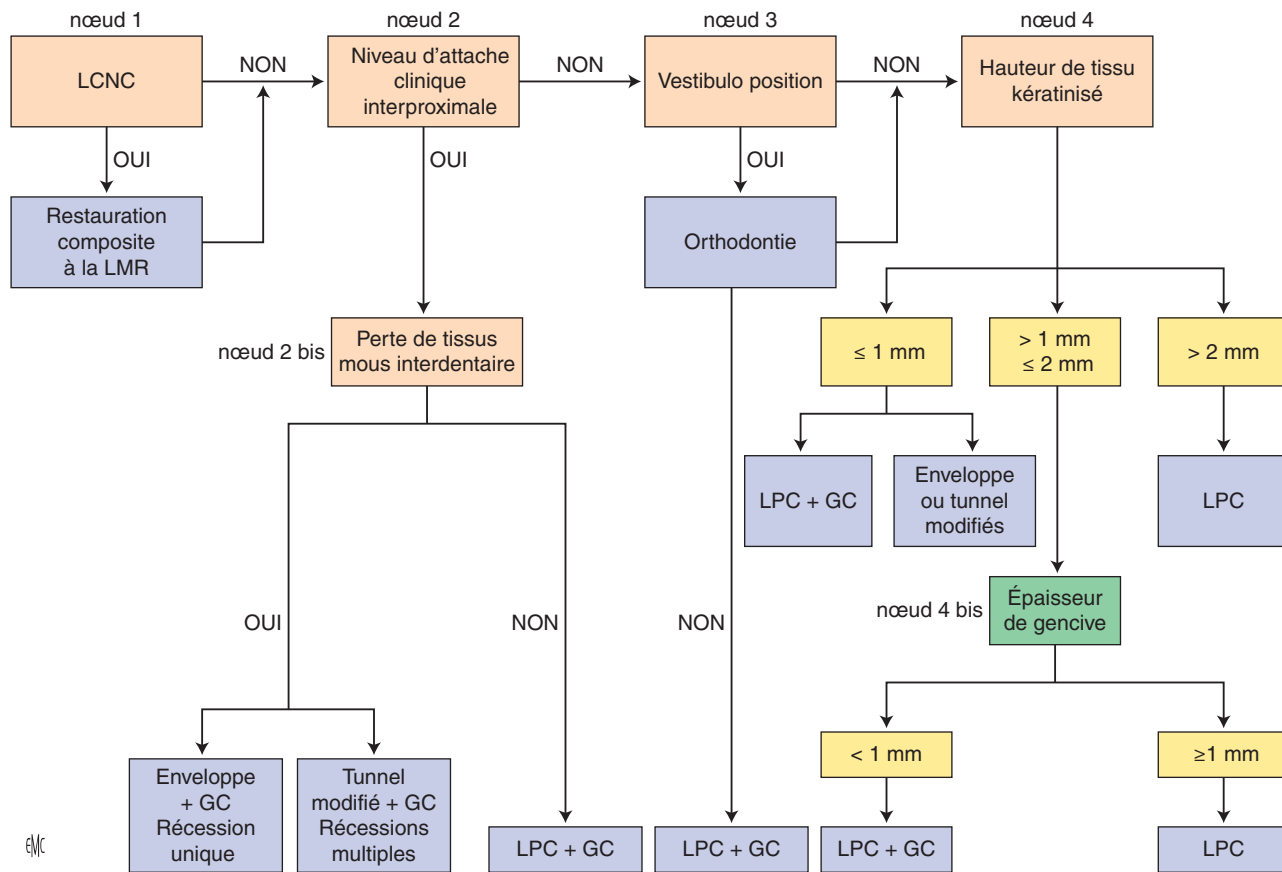 nœud 1
nœud 2
nœud 3
nœud 4
LCNC
NON
Niveau d'attache
clinique
interproximale
NON
Vestibulo position
NON
Hauteur de tissu
kératinisé
OUI
OUI
OUI
Restauration
composite
à la LMR
Orthodontie
nœud 2 bis
Perte de tissus
mous interdentaire
≤ 1 mm
> 1 mm
≤ 2 mm
> 2 mm
LPC + GC
Enveloppe
ou tunnel
modifiés
LPC
nœud 4 bis
Épaisseur
de gencive
OUI
NON
NON
< 1 mm
≥1 mm
Enveloppe
+ GC
Récession
unique
Tunnel
modifié + GC
Récessions
multiples
LPC + GC
LPC + GC
LPC + GC
LPC
EMC